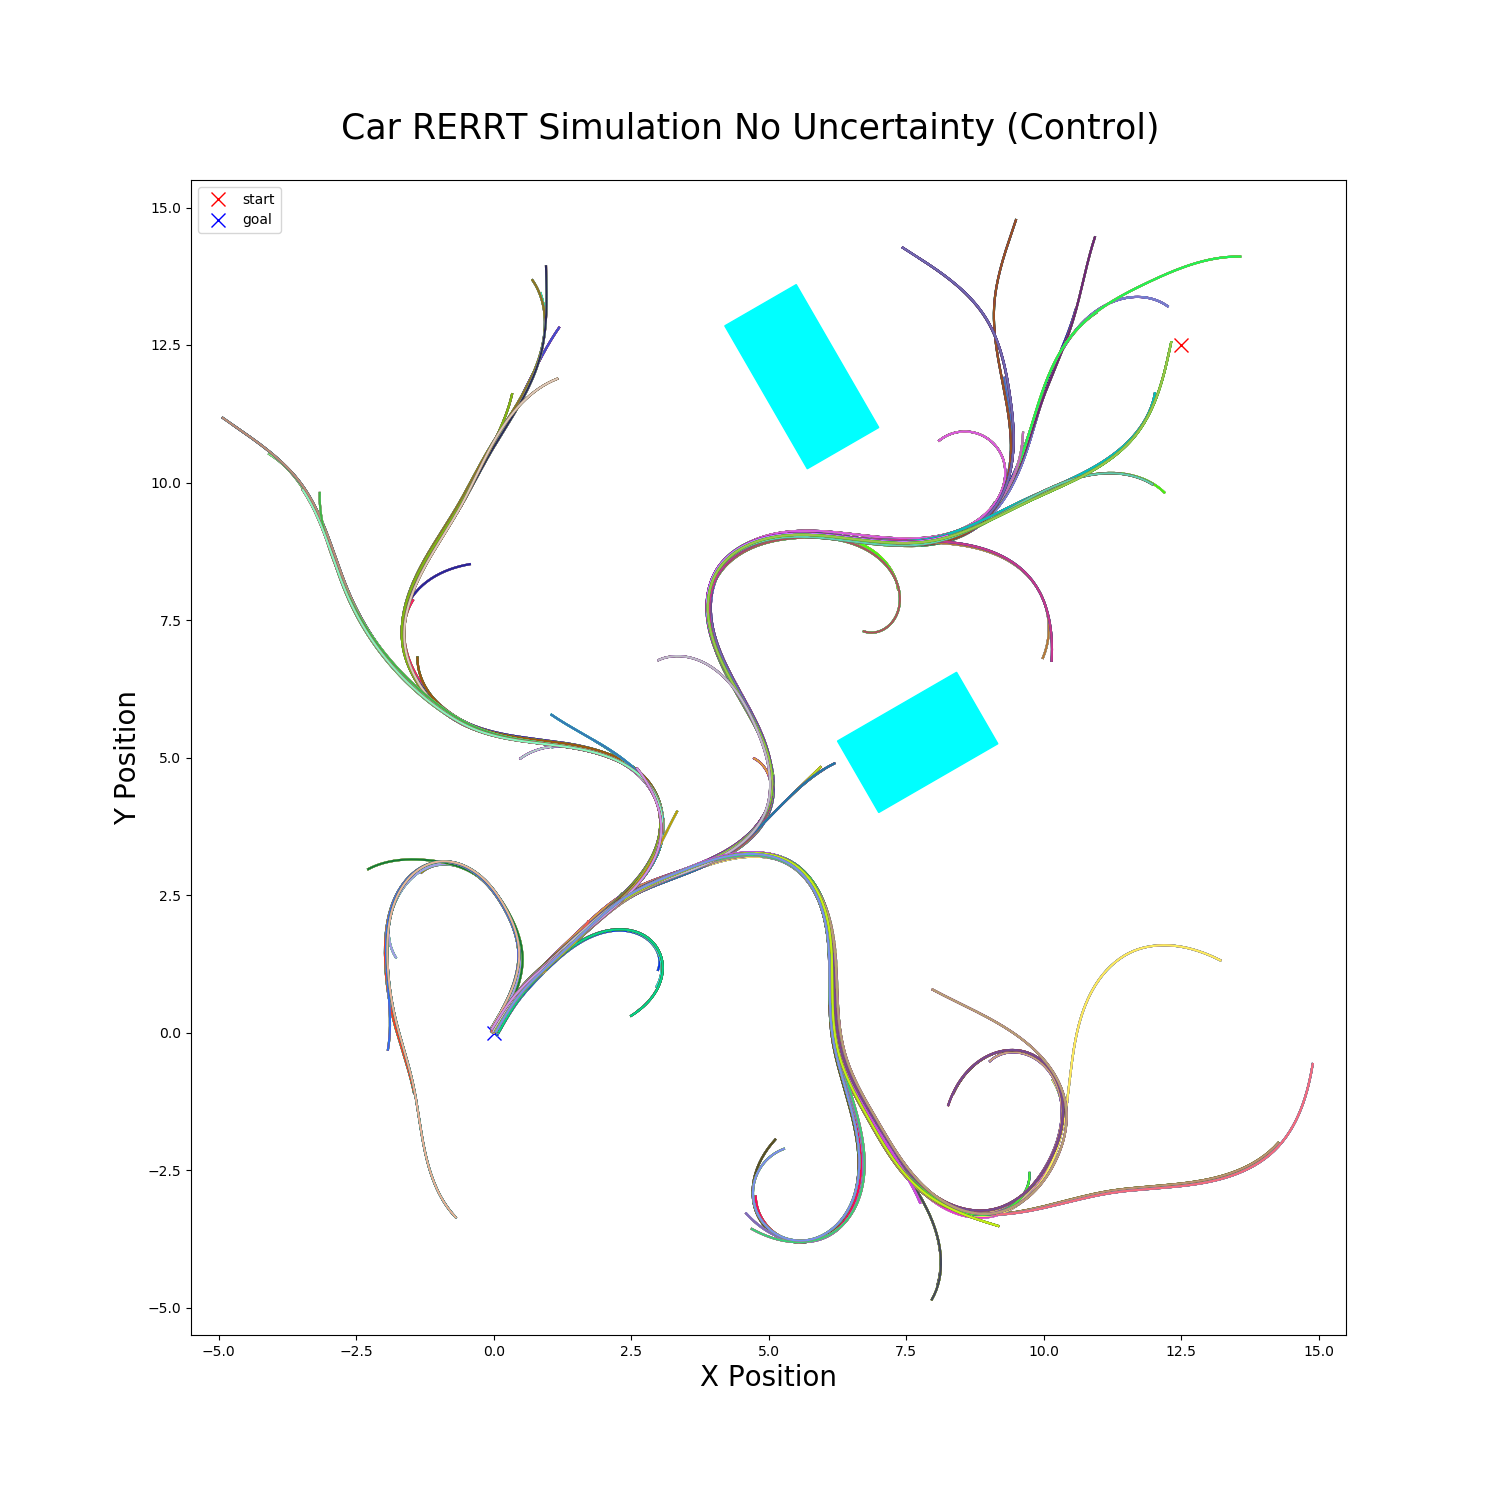 Car RERRT Simulation No Uncertainty (Control)
start
goal
15.0
12.5
10.0
7.5
5.0
2.5
0.0
−2.5
−5.0
Y Position
−5.0 −2.5 0.0 2.5 5.0 7.5 10.0 12.5 15.0
X Position